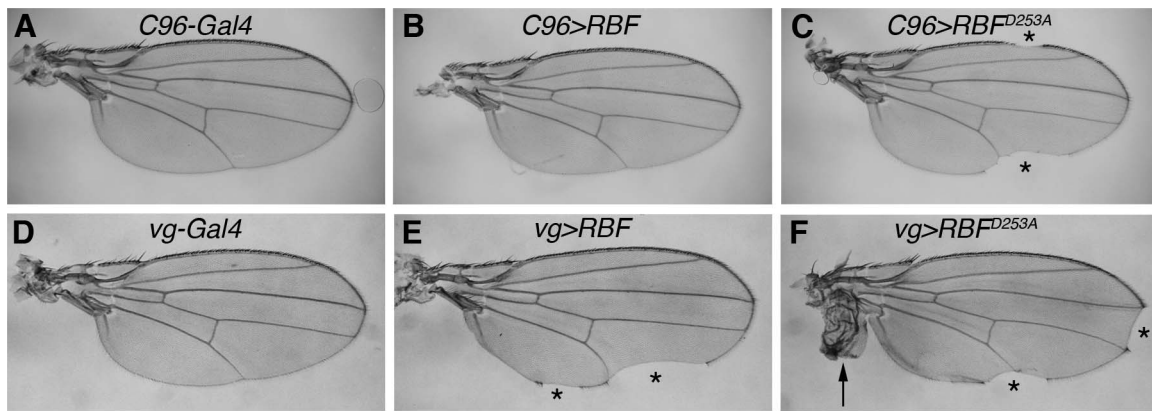 A C96-Gal4
B C96>RBF
C C96>RBF^D253A
*
*
D vg-Gal4
E vg>RBF
*
*
F vg>RBF^D253A
*
*